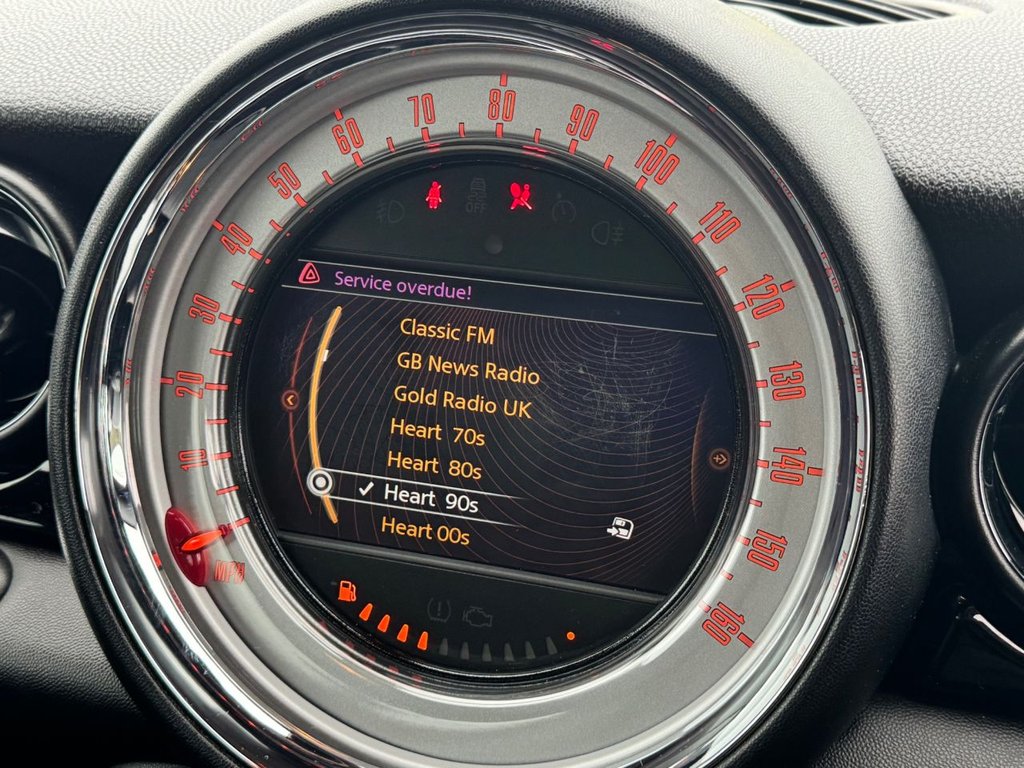 10
20
30
40
50
60
70
80
90
100
110
120
130
140
150
160
MPH
OFF
Service overdue!
Classic FM
GB News Radio
Gold Radio UK
Heart 70s
Heart 80s
✓ Heart 90s
Heart 00s